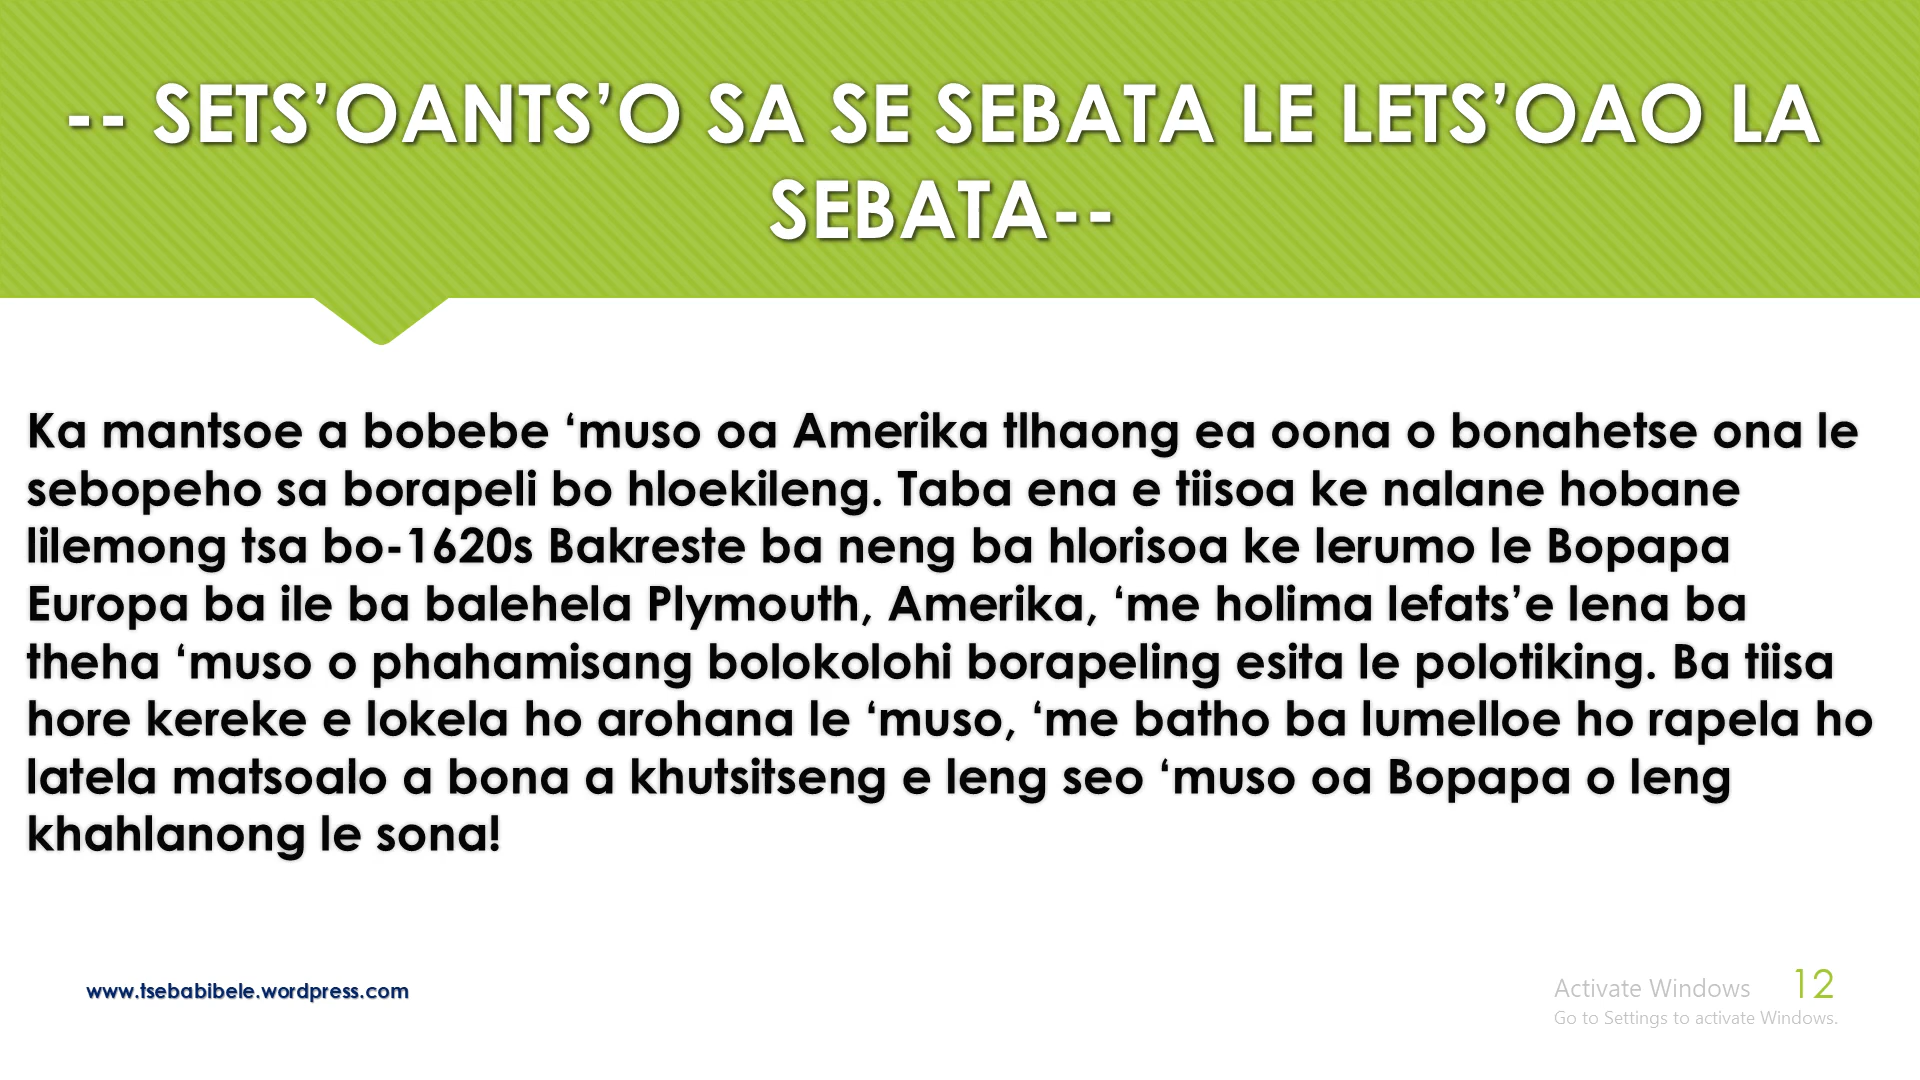 -- SETS’OANTS’O SA SE SEBATA LE LETS’OAO LA
SEBATA--
Ka mantsoe a bobebe ‘muso oa Amerika tlhaong ea oona o bonahetse ona le
sebopeho sa borapeli bo hloekileng. Taba ena e tiisoa ke nalane hobane
lilemong tsa bo-1620s Bakreste ba neng ba hlorisoa ke lerumo le Bopapa
Europa ba ile ba balehela Plymouth, Amerika, ‘me holima lefats’e lena ba
theha ‘muso o phahamisang bolokolohi borapeling esita le polotiking. Ba tiisa
hore kereke e lokela ho arohana le ‘muso, ‘me batho ba lumelloe ho rapela ho
latela matsoalo a bona a khutsitseng e leng seo ‘muso oa Bopapa o leng
khahlanong le sona!
www.tsebabibele.wordpress.com
Activate Windows 12
Go to Settings to activate Windows.